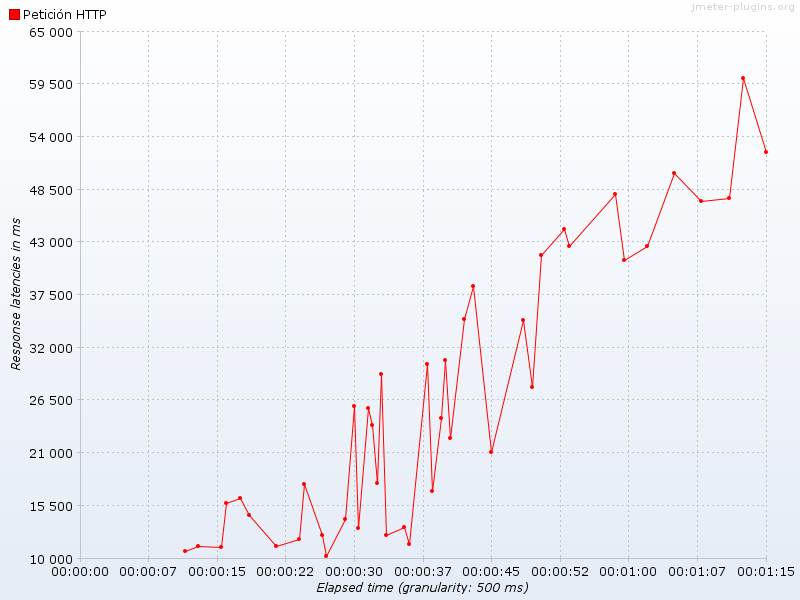 jmeter-plugins.org
Petición HTTP
65 000
59 500
54 000
48 500
43 000
37 500
32 000
26 500
21 000
15 500
10 000
Response latencies in ms
00:00:00 00:00:07 00:00:15 00:00:22 00:00:30 00:00:37 00:00:45 00:00:52 00:01:00 00:01:07 00:01:15
Elapsed time (granularity: 500 ms)